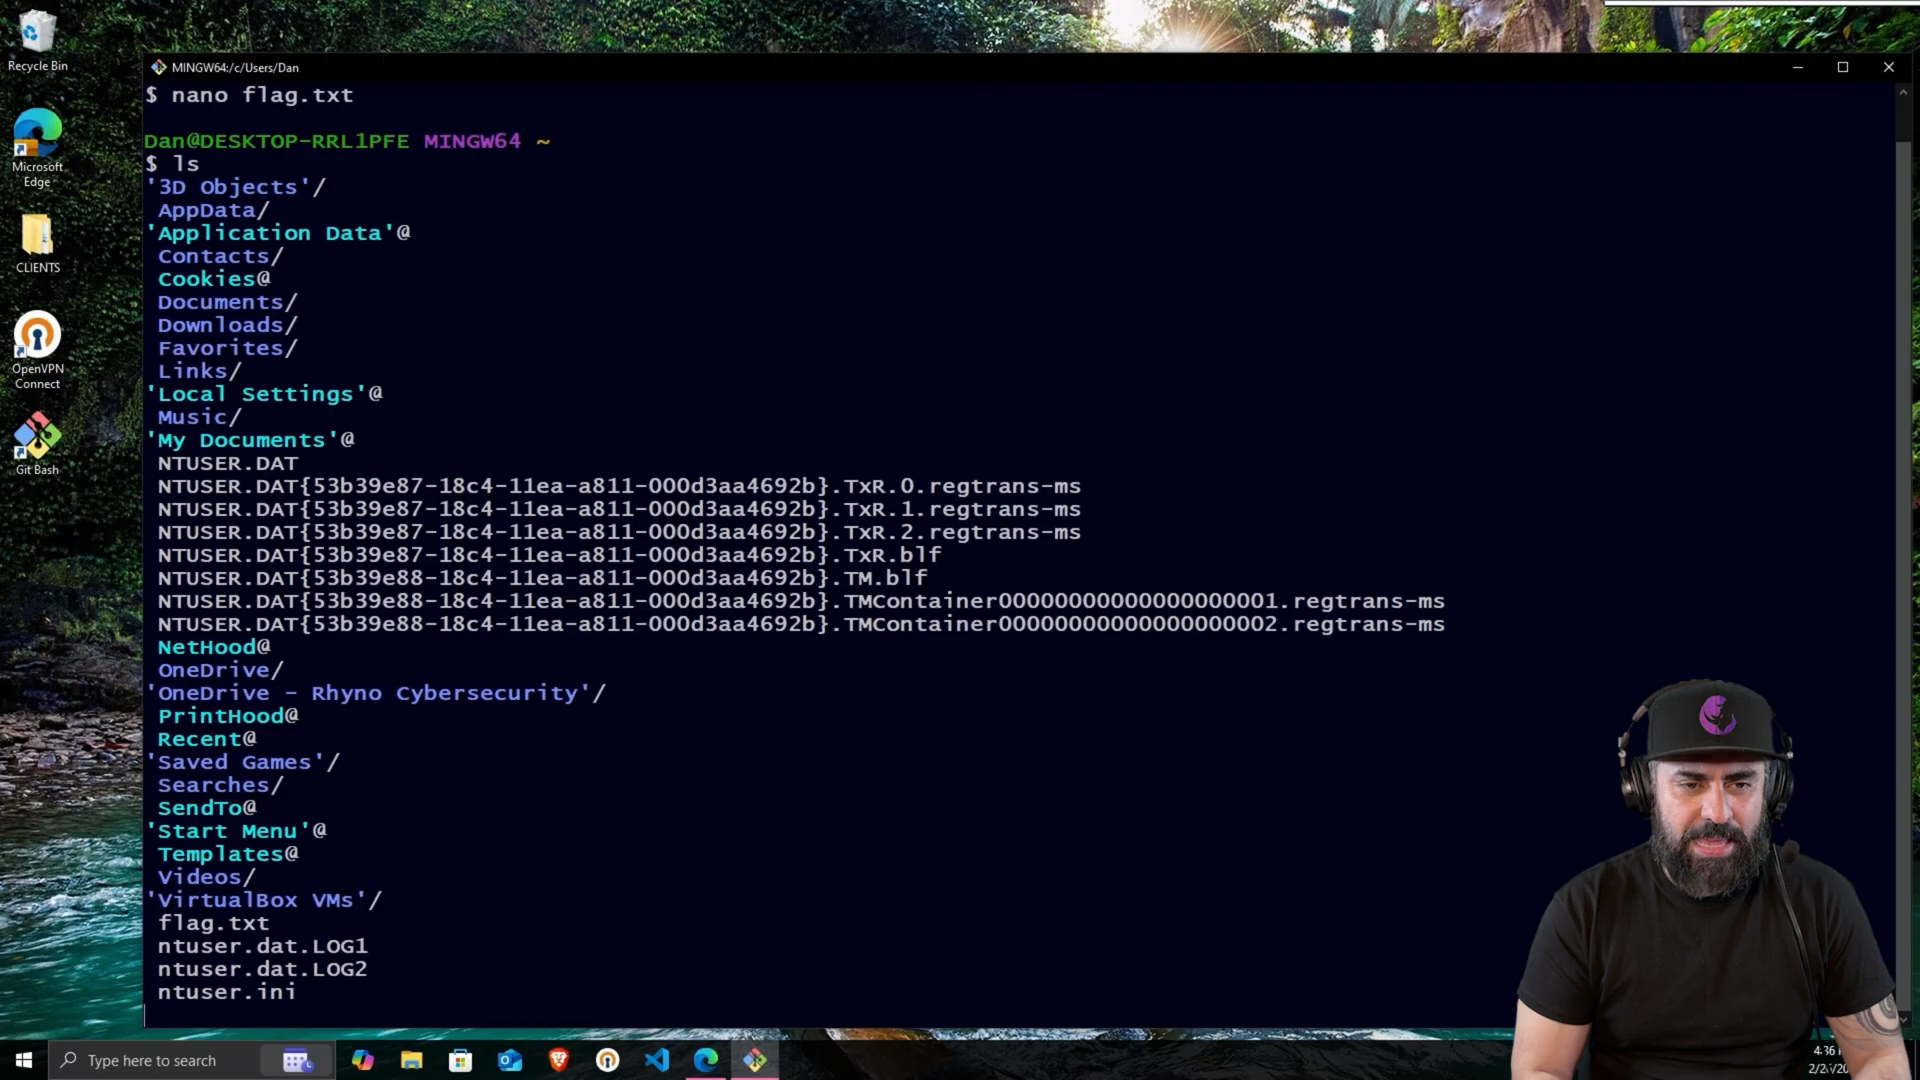 Recycle Bin
Microsoft
Edge
CLIENTS
OpenVPN
Connect
Git Bash
MINGW64:/c/Users/Dan
$ nano flag.txt
Dan@DESKTOP-RRL1PFE MINGW64 ~
$ ls
'3D Objects'/
AppData/
'Application Data'@
Contacts/
Cookies@
Documents/
Downloads/
Favorites/
Links/
'Local Settings'@
Music/
'My Documents'@
NTUSER.DAT
NTUSER.DAT{53b39e87-18c4-11ea-a811-000d3aa4692b}.TxR.0.regtrans-ms
NTUSER.DAT{53b39e87-18c4-11ea-a811-000d3aa4692b}.TxR.1.regtrans-ms
NTUSER.DAT{53b39e87-18c4-11ea-a811-000d3aa4692b}.TxR.2.regtrans-ms
NTUSER.DAT{53b39e87-18c4-11ea-a811-000d3aa4692b}.TxR.blf
NTUSER.DAT{53b39e88-18c4-11ea-a811-000d3aa4692b}.TM.blf
NTUSER.DAT{53b39e88-18c4-11ea-a811-000d3aa4692b}.TMContainer00000000000000000001.regtrans-ms
NTUSER.DAT{53b39e88-18c4-11ea-a811-000d3aa4692b}.TMContainer00000000000000000002.regtrans-ms
NetHood@
OneDrive/
'OneDrive - Rhyno Cybersecurity'/
PrintHood@
Recent@
'Saved Games'/
Searches/
SendTo@
'Start Menu'@
Templates@
Videos/
'VirtualBox VMs'/
flag.txt
ntuser.dat.LOG1
ntuser.dat.LOG2
ntuser.ini
Type here to search
4:36